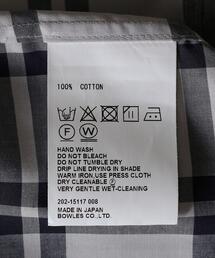 100% COTTON
F W
HAND WASH
DO NOT BLEACH
DO NOT TUMBLE DRY
DRIP LINE DRYING IN SHADE
WARM IRON, USE PRESS CLOTH
DRY CLEANABLE Ⓕ
VERY GENTLE WET-CLEANING
202-15117 008
MADE IN JAPAN
BOWLES CO.,LTD.